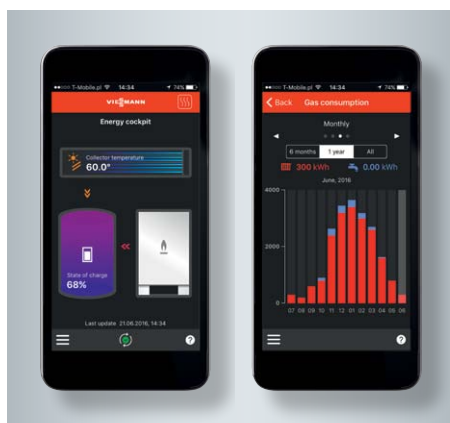 T-Mobile.pl 14:34 74%
VIESMANN
Energy cockpit
Collector temperature
60.0°
State of charge
68%
Last update 21.06.2016, 14:34
?
T-Mobile.pl 14:34 74%
Back Gas consumption
Monthly
6 months 1 year All
300 kWh 0.00 kWh
June, 2016
4000
2000
0
07 08 09 10 11 12 01 02 03 04 05 06
?